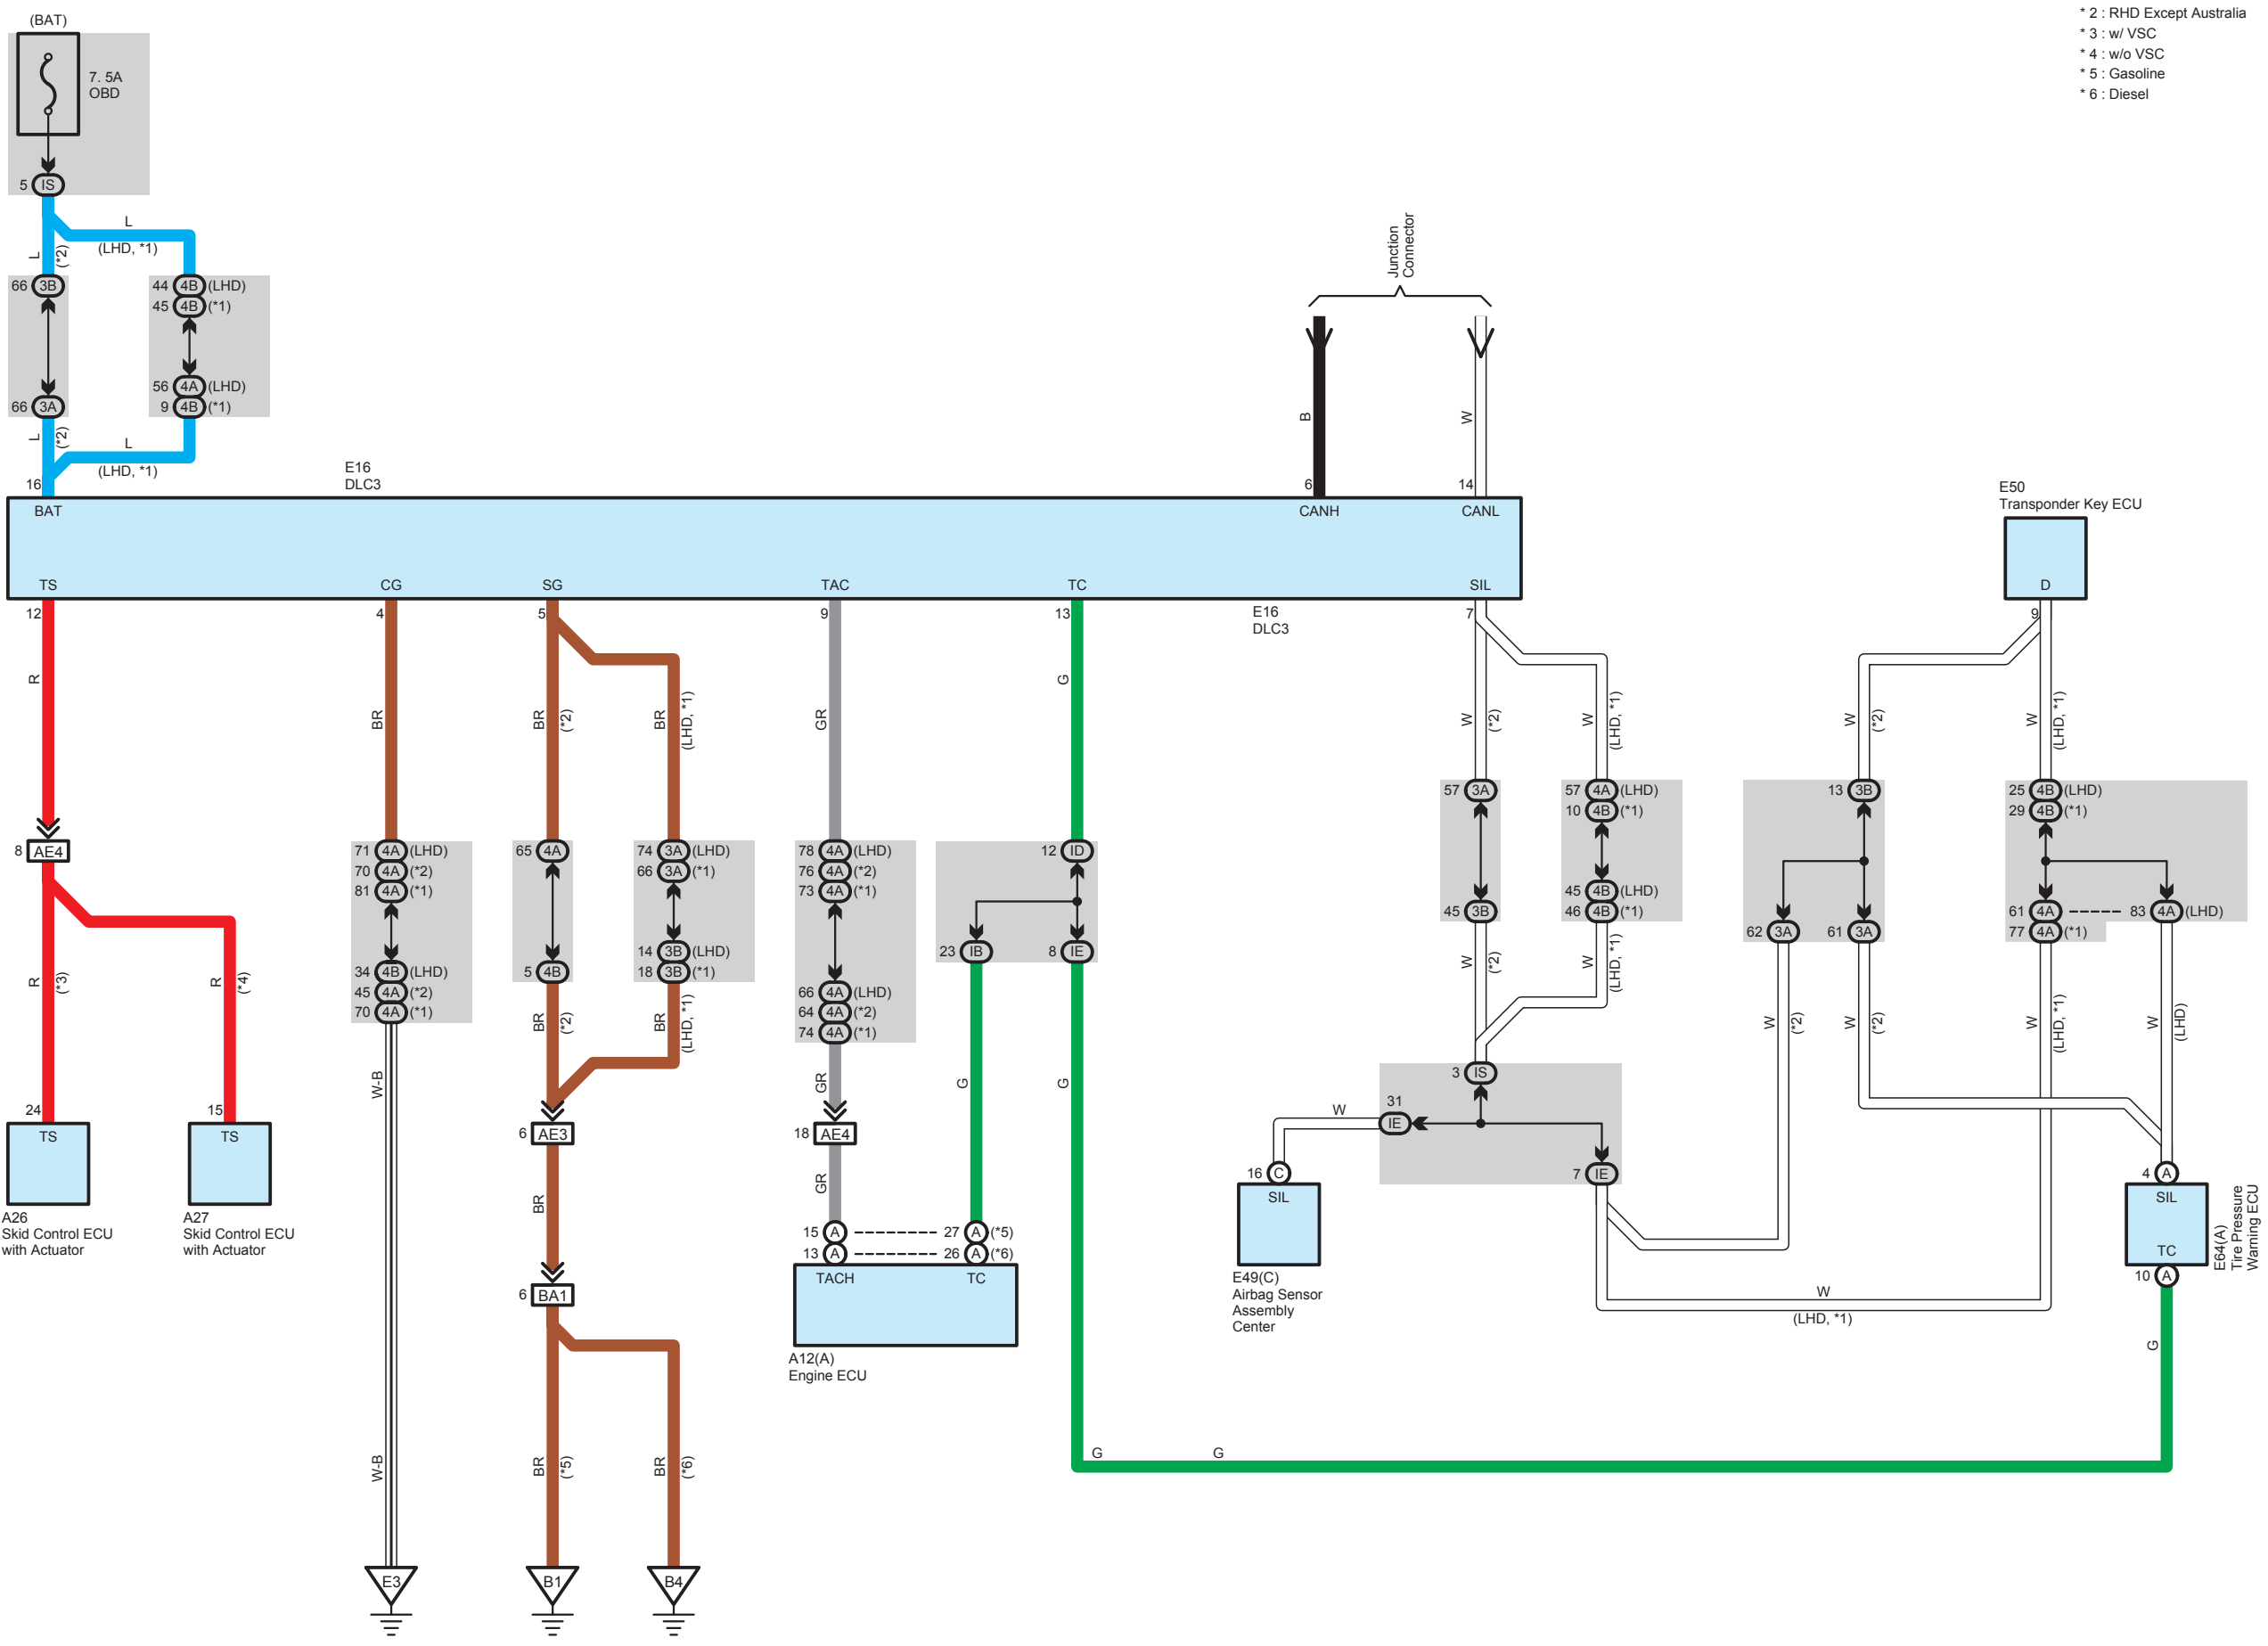 (BAT)
7. 5A
OBD
5 IS
* 2 : RHD Except Australia
* 3 : w/ VSC
* 4 : w/o VSC
* 5 : Gasoline
* 6 : Diesel
L
(LHD, *1)
L
(*2)
66 3B
44 4B (LHD)
45 4B (*1)
56 4A (LHD)
66 3A
9 4B (*1)
L
(*2)
L
(LHD, *1)
Junction
Connector
B
W
16
E16
DLC3
6
14
BAT
CANH
CANL
TS
CG
SG
TAC
TC
SIL
E16
DLC3
E50
Transponder Key ECU
D
12
4
5
9
13
7
9
R
BR
BR
(*2)
BR
(LHD, *1)
GR
G
W
(*2)
W
(LHD, *1)
W
(*2)
W
(LHD, *1)
8 AE4
71 4A (LHD)
70 4A (*2)
81 4A (*1)
34 4B (LHD)
45 4A (*2)
70 4A (*1)
65 4A
5 4B
74 3A (LHD)
66 3A (*1)
14 3B (LHD)
18 3B (*1)
78 4A (LHD)
76 4A (*2)
73 4A (*1)
66 4A (LHD)
64 4A (*2)
74 4A (*1)
12 ID
23 IB
8 IE
57 3A
45 3B
57 4A (LHD)
10 4B (*1)
45 4B (LHD)
46 4B (*1)
13 3B
62 3A
61 3A
25 4B (LHD)
29 4B (*1)
61 4A
83 4A (LHD)
77 4A (*1)
R
(*3)
R
(*4)
W-B
BR
(*2)
BR
(LHD, *1)
GR
G
G
W
(*2)
W
(LHD, *1)
W
(*2)
W
(*2)
W
(LHD, *1)
W
(LHD)
3 IS
31
IE
W
7 IE
24
TS
15
TS
A26
Skid Control ECU
with Actuator
A27
Skid Control ECU
with Actuator
6 AE3
BR
6 BA1
18 AE4
GR
15 A
27 A (*5)
13 A
26 A (*6)
TACH
TC
A12(A)
Engine ECU
16 C
SIL
E49(C)
Airbag Sensor
Assembly
Center
4 A
SIL
TC
10 A
E64(A)
Tire Pressure
Warning ECU
W
(LHD, *1)
G
G
G
W-B
BR
(*5)
BR
(*6)
E3
B1
B4